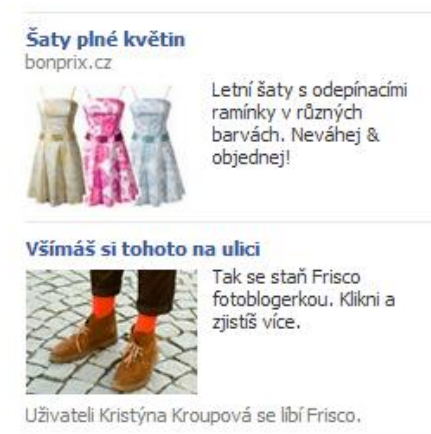 Šaty plné květin
bonprix.cz
Letní šaty s odepínacími
ramínky v různých
barvách. Neváhej &
objednej!
Všímáš si tohoto na ulici
Tak se staň Frisco
fotoblogerkou. Klikni a
zjistíš více.
Uživateli Kristýna Kroupová se líbí Frisco.